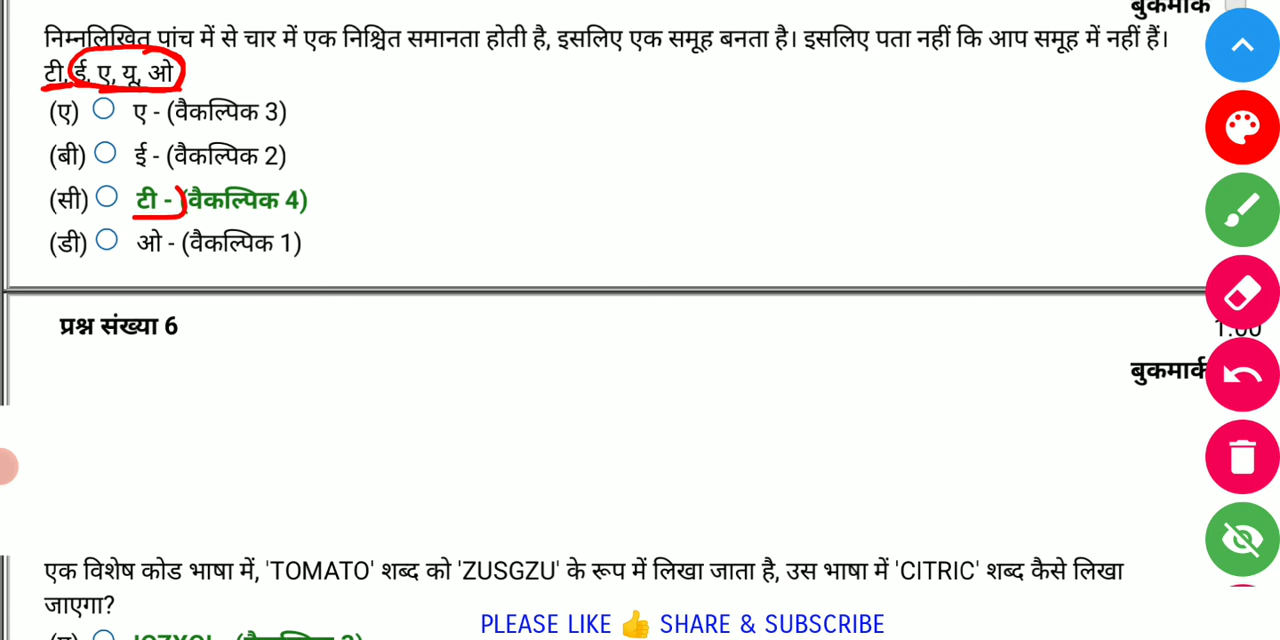 बुकमार्क
निम्नलिखित पांच में से चार में एक निश्चित समानता होती है, इसलिए एक समूह बनता है। इसलिए पता नहीं कि आप समूह में नहीं हैं।
टी, ई, ए, यू, ओ
(ए) ए - (वैकल्पिक 3)
(बी) ई - (वैकल्पिक 2)
(सी) टी - (वैकल्पिक 4)
(डी) ओ - (वैकल्पिक 1)
प्रश्न संख्या 6
1.00
बुकमार्क
एक विशेष कोड भाषा में, 'TOMATO' शब्द को 'ZUSGZU' के रूप में लिखा जाता है, उस भाषा में 'CITRIC' शब्द कैसे लिखा
जाएगा?
PLEASE LIKE 👍 SHARE & SUBSCRIBE